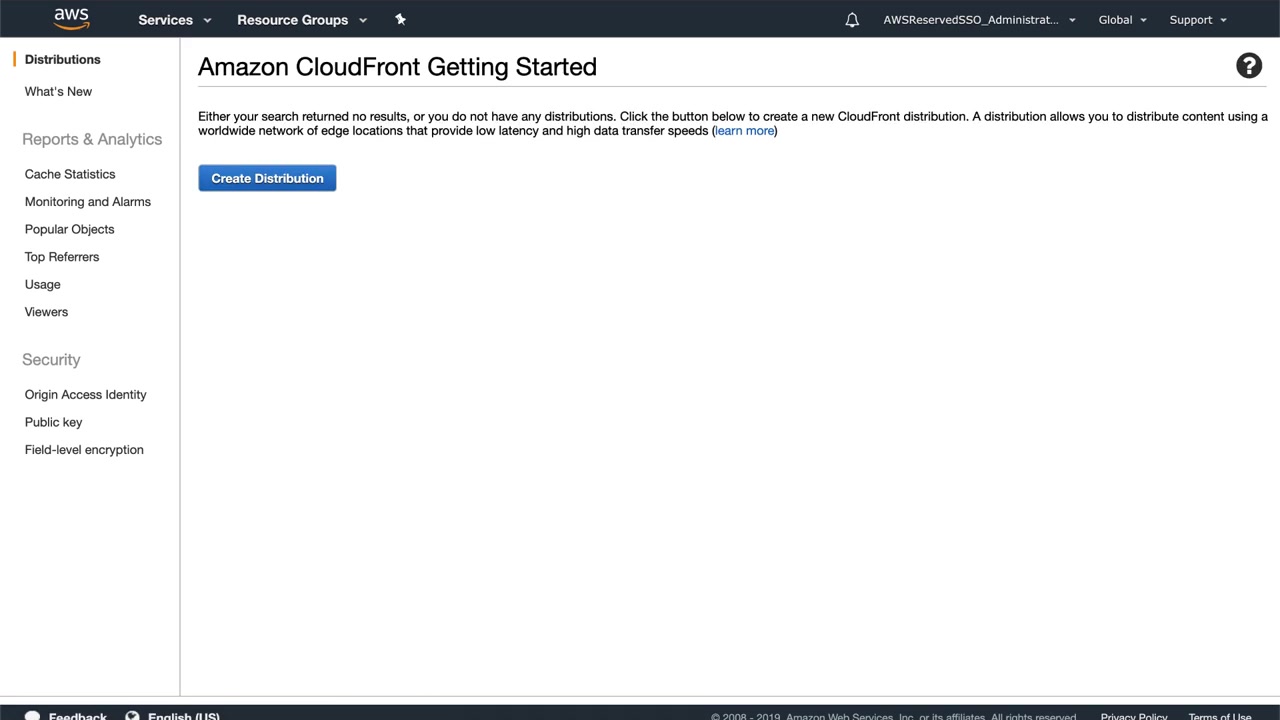 aws
Services
Resource Groups
AWSReservedSSO_Administrat...
Global
Support
Distributions
What's New
Reports & Analytics
Cache Statistics
Monitoring and Alarms
Popular Objects
Top Referrers
Usage
Viewers
Security
Origin Access Identity
Public key
Field-level encryption
Amazon CloudFront Getting Started
?
Either your search returned no results, or you do not have any distributions. Click the button below to create a new CloudFront distribution. A distribution allows you to distribute content using a
worldwide network of edge locations that provide low latency and high data transfer speeds (learn more)
Create Distribution
Feedback
English (US)
© 2008 - 2019, Amazon Web Services, Inc. or its affiliates. All rights reserved.
Privacy Policy
Terms of Use